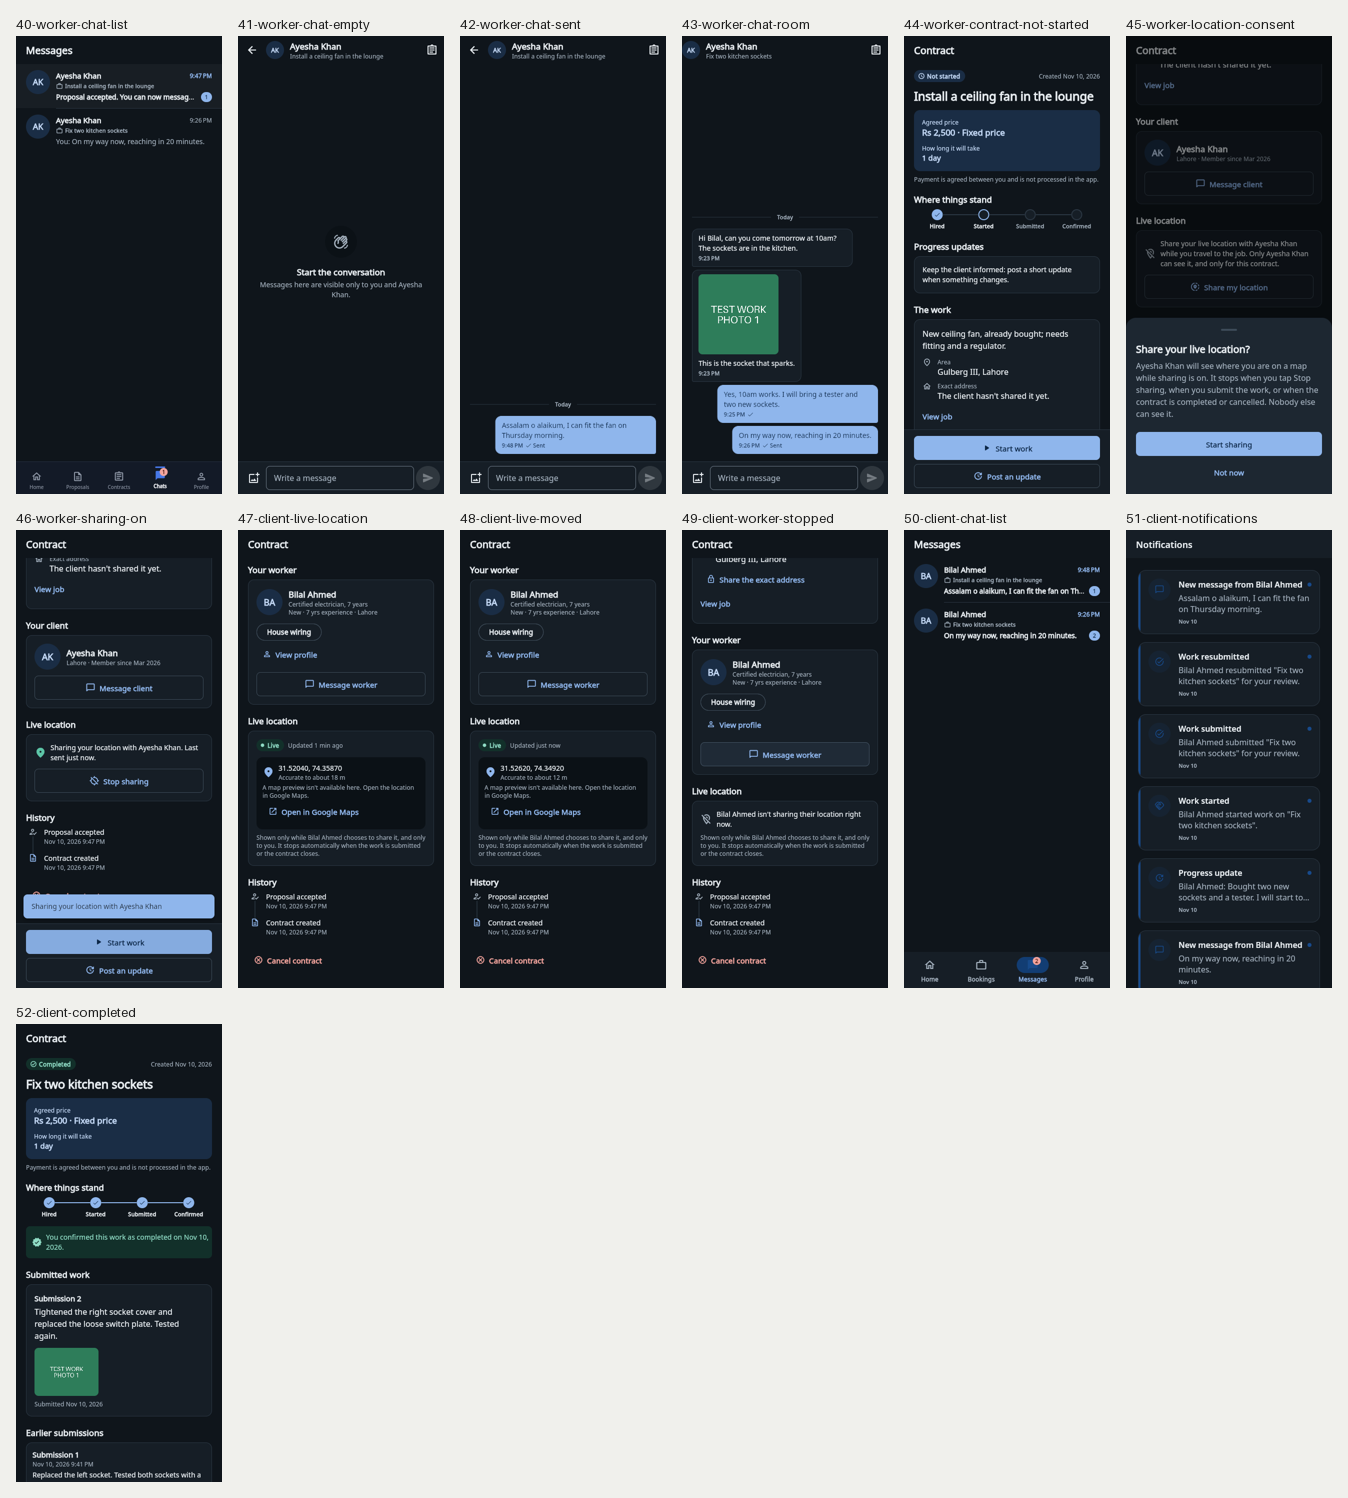 40-worker-chat-list
Messages
AK
Ayesha Khan
9:47 PM
Install a ceiling fan in the lounge
Proposal accepted. You can now messag...
1
AK
Ayesha Khan
9:26 PM
Fix two kitchen sockets
You: On my way now, reaching in 20 minutes.
Home
Proposals
Contracts
1
Chats
Profile
41-worker-chat-empty
AK
Ayesha Khan
Install a ceiling fan in the lounge
Start the conversation
Messages here are visible only to you and Ayesha
Khan.
Write a message
42-worker-chat-sent
AK
Ayesha Khan
Install a ceiling fan in the lounge
Today
Assalam o alaikum, I can fit the fan on
Thursday morning.
9:48 PM ✓ Sent
Write a message
43-worker-chat-room
AK
Ayesha Khan
Fix two kitchen sockets
Today
Hi Bilal, can you come tomorrow at 10am?
The sockets are in the kitchen.
9:23 PM
TEST WORK
PHOTO 1
This is the socket that sparks.
9:23 PM
Yes, 10am works. I will bring a tester and
two new sockets.
9:25 PM ✓
On my way now, reaching in 20 minutes.
9:26 PM ✓ Sent
Write a message
44-worker-contract-not-started
Contract
Not started
Created Nov 10, 2026
Install a ceiling fan in the lounge
Agreed price
Rs 2,500 · Fixed price
How long it will take
1 day
Payment is agreed between you and is not processed in the app.
Where things stand
Hired
Started
Submitted
Confirmed
Progress updates
Keep the client informed: post a short update
when something changes.
The work
New ceiling fan, already bought; needs
fitting and a regulator.
Area
Gulberg III, Lahore
Exact address
The client hasn't shared it yet.
View job
Start work
Post an update
45-worker-location-consent
Contract
The client hasn't shared it yet.
View job
Your client
AK
Ayesha Khan
Lahore · Member since Mar 2026
Message client
Live location
Share your live location with Ayesha Khan
while you travel to the job. Only Ayesha Khan
can see it, and only for this contract.
Share my location
Share your live location?
Ayesha Khan will see where you are on a map
while sharing is on. It stops when you tap Stop
sharing, when you submit the work, or when the
contract is completed or cancelled. Nobody else
can see it.
Start sharing
Not now
46-worker-sharing-on
Contract
Exact address
The client hasn't shared it yet.
View job
Your client
AK
Ayesha Khan
Lahore · Member since Mar 2026
Message client
Live location
Sharing your location with Ayesha Khan. Last
sent just now.
Stop sharing
History
Proposal accepted
Nov 10, 2026 9:47 PM
Contract created
Nov 10, 2026 9:47 PM
Sharing your location with Ayesha Khan
Start work
Post an update
47-client-live-location
Contract
Your worker
BA
Bilal Ahmed
Certified electrician, 7 years
New · 7 yrs experience · Lahore
House wiring
View profile
Message worker
Live location
Live
Updated 1 min ago
31.52040, 74.35870
Accurate to about 18 m
A map preview isn't available here. Open the location
in Google Maps.
Open in Google Maps
Shown only while Bilal Ahmed chooses to share it, and only
to you. It stops automatically when the work is submitted
or the contract closes.
History
Proposal accepted
Nov 10, 2026 9:47 PM
Contract created
Nov 10, 2026 9:47 PM
Cancel contract
48-client-live-moved
Contract
Your worker
BA
Bilal Ahmed
Certified electrician, 7 years
New · 7 yrs experience · Lahore
House wiring
View profile
Message worker
Live location
Live
Updated just now
31.52620, 74.34920
Accurate to about 12 m
A map preview isn't available here. Open the location
in Google Maps.
Open in Google Maps
Shown only while Bilal Ahmed chooses to share it, and only
to you. It stops automatically when the work is submitted
or the contract closes.
History
Proposal accepted
Nov 10, 2026 9:47 PM
Contract created
Nov 10, 2026 9:47 PM
Cancel contract
49-client-worker-stopped
Contract
Gulberg III, Lahore
Share the exact address
View job
Your worker
BA
Bilal Ahmed
Certified electrician, 7 years
New · 7 yrs experience · Lahore
House wiring
View profile
Message worker
Live location
Bilal Ahmed isn't sharing their location right
now.
Shown only while Bilal Ahmed chooses to share it, and only
to you. It stops automatically when the work is submitted
or the contract closes.
History
Proposal accepted
Nov 10, 2026 9:47 PM
Contract created
Nov 10, 2026 9:47 PM
Cancel contract
50-client-chat-list
Messages
BA
Bilal Ahmed
9:48 PM
Install a ceiling fan in the lounge
Assalam o alaikum, I can fit the fan on Th...
1
BA
Bilal Ahmed
9:26 PM
Fix two kitchen sockets
On my way now, reaching in 20 minutes.
2
Home
Bookings
2
Messages
Profile
51-client-notifications
Notifications
New message from Bilal Ahmed
Assalam o alaikum, I can fit the fan
on Thursday morning.
Nov 10
Work resubmitted
Bilal Ahmed resubmitted "Fix two
kitchen sockets" for your review.
Nov 10
Work submitted
Bilal Ahmed submitted "Fix two
kitchen sockets" for your review.
Nov 10
Work started
Bilal Ahmed started work on "Fix
two kitchen sockets".
Nov 10
Progress update
Bilal Ahmed: Bought two new
sockets and a tester. I will start to...
Nov 10
New message from Bilal Ahmed
On my way now, reaching in 20
minutes.
Nov 10
52-client-completed
Contract
Completed
Created Nov 10, 2026
Fix two kitchen sockets
Agreed price
Rs 2,500 · Fixed price
How long it will take
1 day
Payment is agreed between you and is not processed in the app.
Where things stand
Hired
Started
Submitted
Confirmed
You confirmed this work as completed on Nov 10,
2026.
Submitted work
Submission 2
Tightened the right socket cover and
replaced the loose switch plate. Tested
again.
TEST WORK
PHOTO 1
Submitted Nov 10, 2026
Earlier submissions
Submission 1
Nov 10, 2026 9:41 PM
Replaced the left socket. Tested both sockets with a